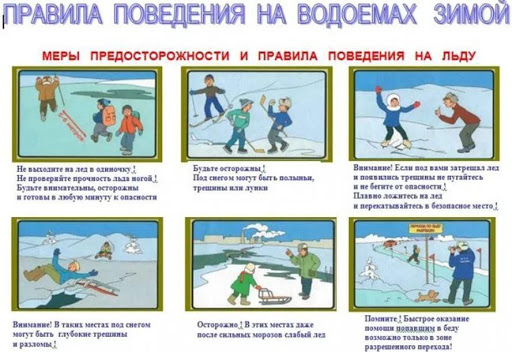 ПРАВИЛА ПОВЕДЕНИЯ НА ВОДОЕМАХ ЗИМОЙ
МЕРЫ ПРЕДОСТОРОЖНОСТИ И ПРАВИЛА ПОВЕДЕНИЯ НА ЛЬДУ
Не выходите на лед в одиночку!
Не проверяйте прочность льда ногой!
Будьте внимательны, осторожны
и готовы в любую минуту к опасности
Будьте осторожны!
Под снегом могут быть полыньи,
трещины или лунки
Внимание! Если под вами затрещал лед
и появились трещины не пугайтесь
и не бегите от опасности!
Плавно ложитесь на лед
и перекатывайтесь в безопасное место!
Внимание! В таких местах под снегом
могут быть глубокие трещины
и разломы!
Осторожно! В этих местах даже
после сильных морозов слабый лед
Помните! Быстрое оказание
помощи попавшим в беду
возможно только в зоне
разрешенного перехода!